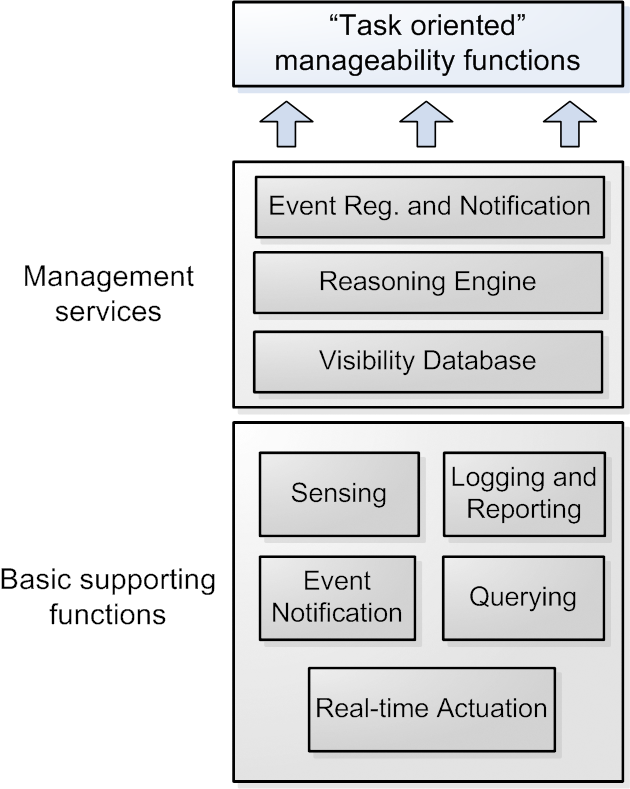 “Task oriented”
manageability functions
Management
services
Event Reg. and Notification
Reasoning Engine
Visibility Database
Basic supporting
functions
Sensing
Logging and
Reporting
Event
Notification
Querying
Real-time Actuation